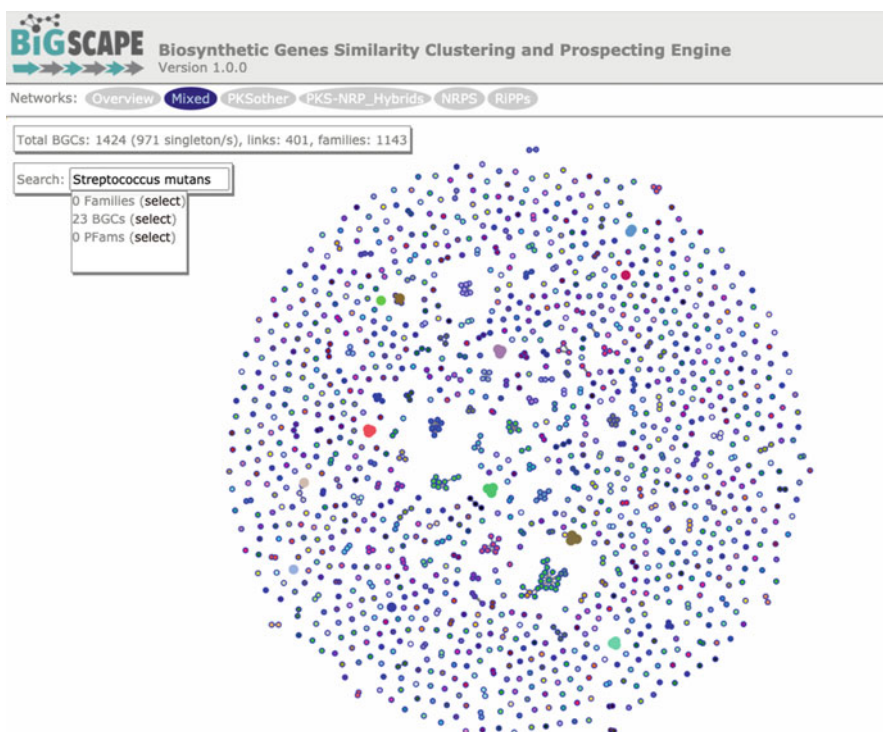 BiGSCAPE
Biosynthetic Genes Similarity Clustering and Prospecting Engine
Version 1.0.0
Networks: Overview Mixed PKSother PKS-NRP_Hybrids NRPS RiPPs
Total BGCs: 1424 (971 singleton/s), links: 401, families: 1143
Search: Streptococcus mutans
0 Families (select)
23 BGCs (select)
0 PFams (select)